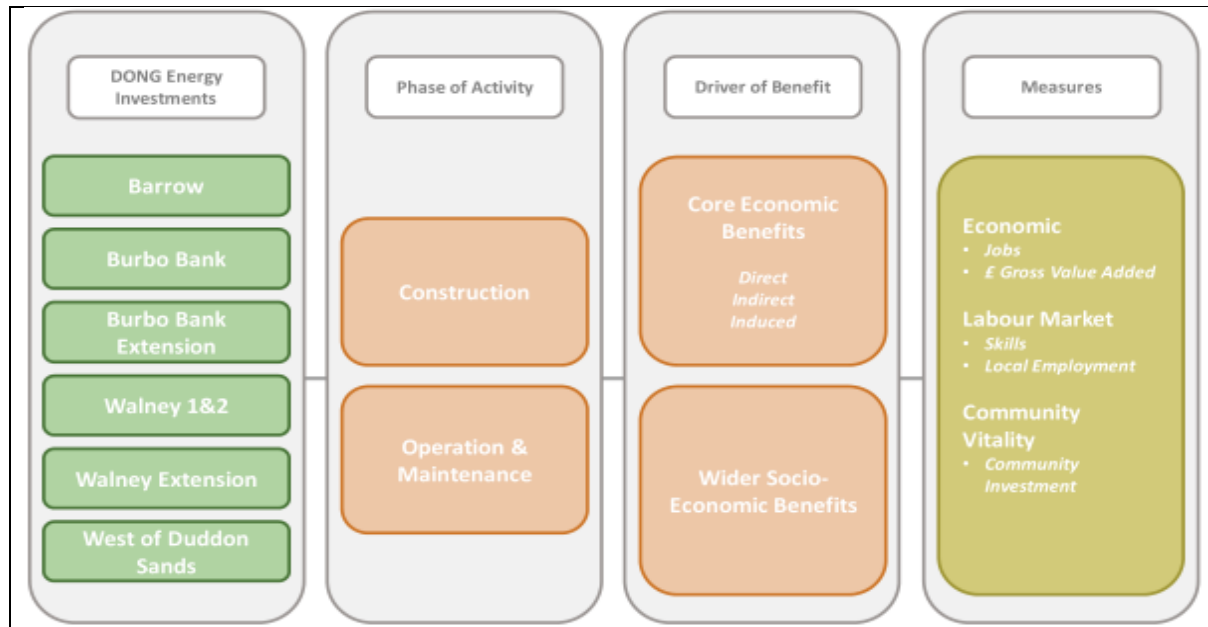 DONG Energy
Investments
Barrow
Burbo Bank
Burbo Bank
Extension
Walney 1&2
Walney Extension
West of Duddon
Sands
Phase of Activity
Construction
Operation &
Maintenance
Driver of Benefit
Core Economic
Benefits
Direct
Indirect
Induced
Wider Socio-
Economic Benefits
Measures
Economic
• Jobs
• £ Gross Value Added
Labour Market
• Skills
• Local Employment
Community
Vitality
• Community
Investment